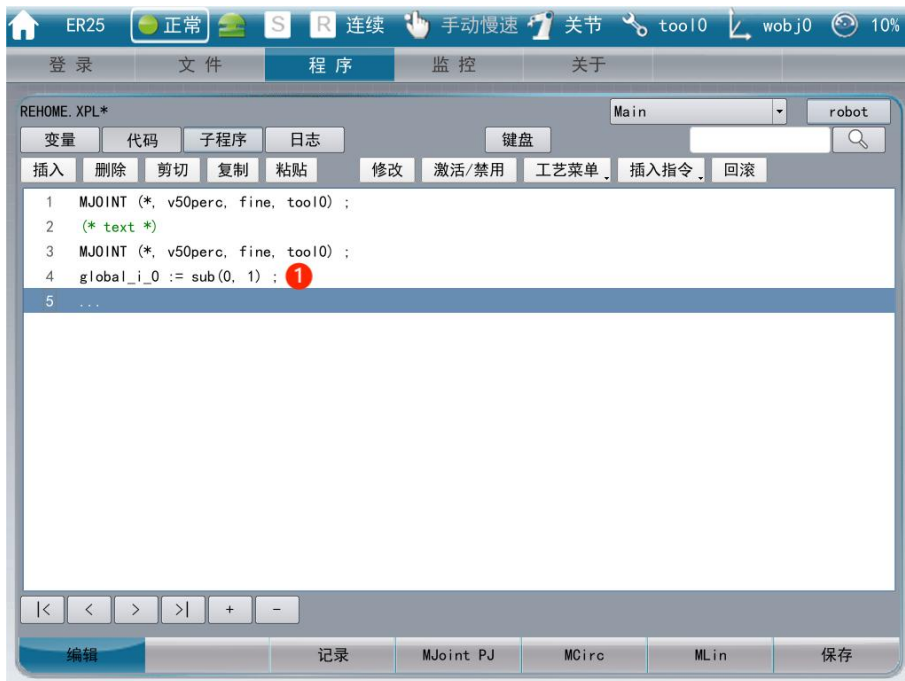 ER25 正常 S R 连续 手动慢速 关节 tool0 wobj0 10%
登录 文件 程序 监控 关于
REHOME.XPL* Main robot
变量 代码 子程序 日志 键盘
插入 删除 剪切 复制 粘贴 修改 激活/禁用 工艺菜单 插入指令 回滚
1 MJOINT (*, v50perc, fine, tool0) ;
2 (* text *)
3 MJOINT (*, v50perc, fine, tool0) ;
4 global_i_0 := sub(0, 1) ; 1
5 ...
|< < > >| + -
编辑 记录 MJoint PJ MCirc MLin 保存